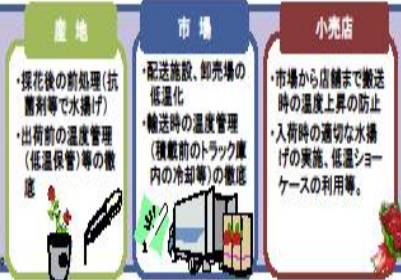 産 地
・採花後の前処理(抗
菌剤等で水揚げ)
・出荷前の温度管理
(低温保管)等の徹
底
市 場
・配送施設、卸売場の
低温化
・輸送時の温度管理
(積載前のトラック庫
内の冷却等)の徹底
小売店
・市場から店舗まで搬送
時の温度上昇の防止
・入荷時の適切な水揚
げの実施、低温ショー
ケースの利用等。